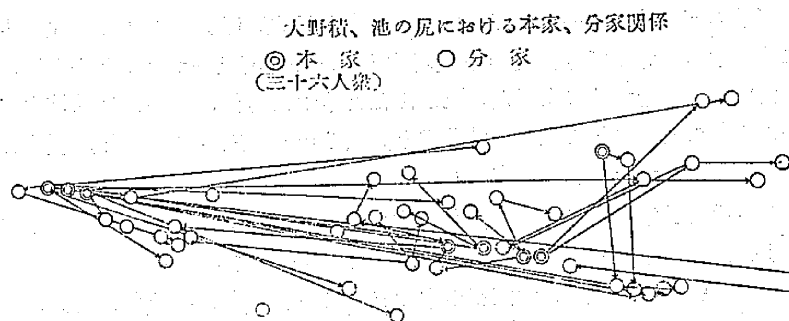 大野積、池の尻における本家、分家関係
◎ 本 家 ○ 分 家
(三十六人衆)